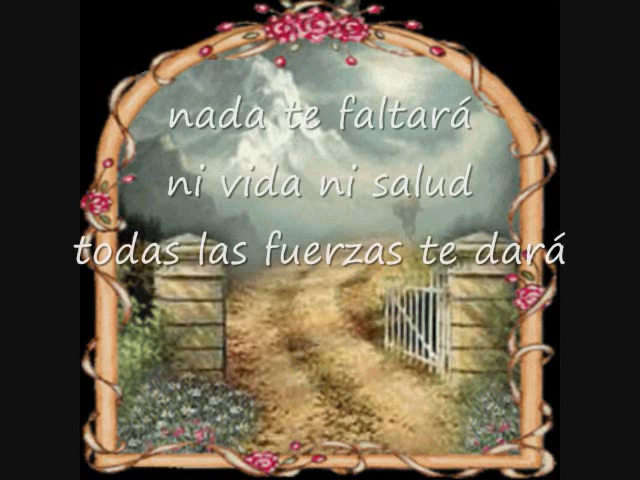 nada te faltará
ni vida ni salud
todas las fuerzas te dará